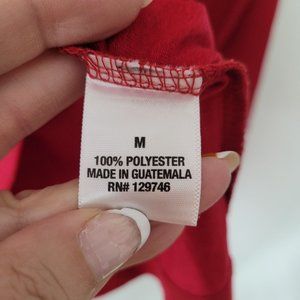 M
100% POLYESTER
MADE IN GUATEMALA
RN# 129746